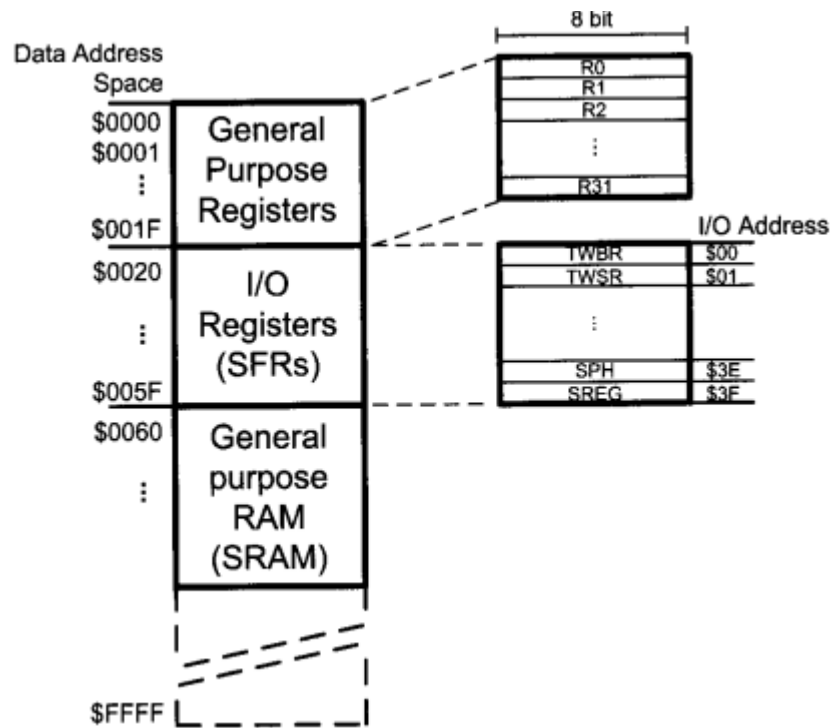 Data Address
Space
$0000
$0001
⋮
$001F
$0020
⋮
$005F
$0060
⋮
$FFFF
General
Purpose
Registers
I/O
Registers
(SFRs)
General
purpose
RAM
(SRAM)
8 bit
R0
R1
R2
⋮
R31
I/O Address
TWBR $00
TWSR $01
⋮
SPH $3E
SREG $3F